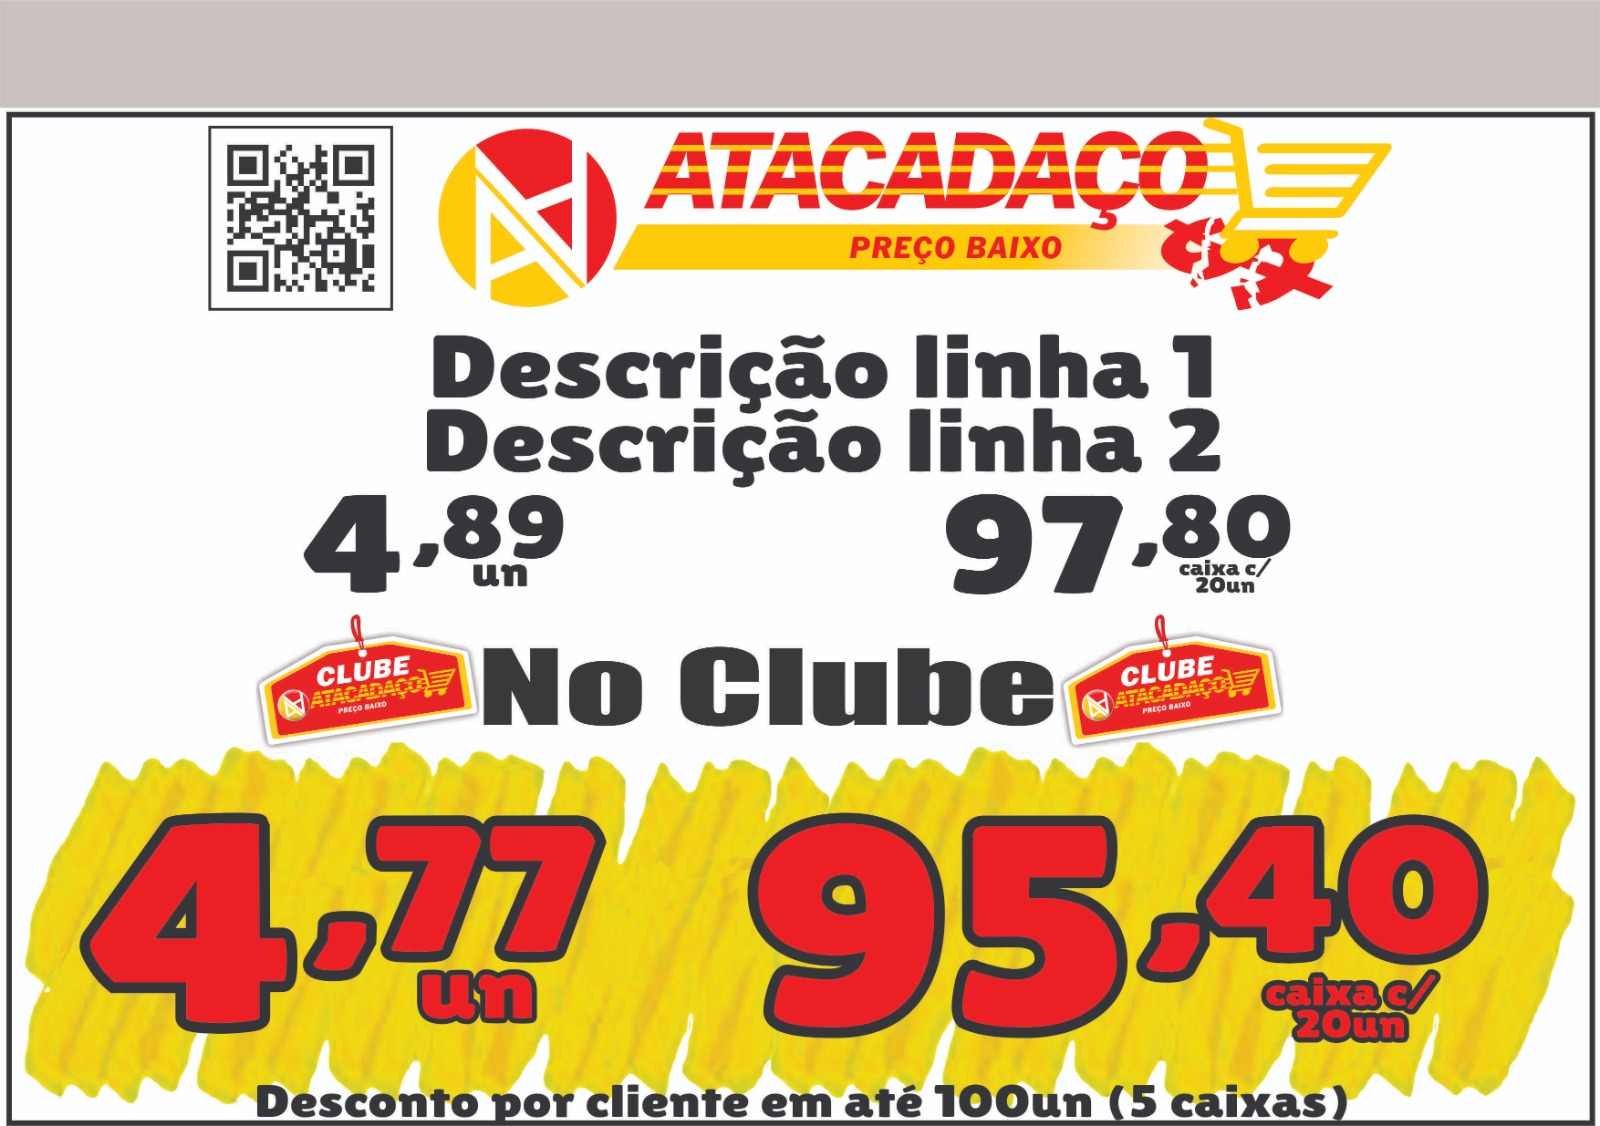 ATACADAÇO
PREÇO BAIXO
Descrição linha 1
Descrição linha 2
4,89 un
97,80 caixa c/ 20un
CLUBE
ATACADAÇO
PREÇO BAIXO
No Clube
CLUBE
ATACADAÇO
PREÇO BAIXO
4,77 un
95,40 caixa c/ 20un
Desconto por cliente em até 100un (5 caixas)